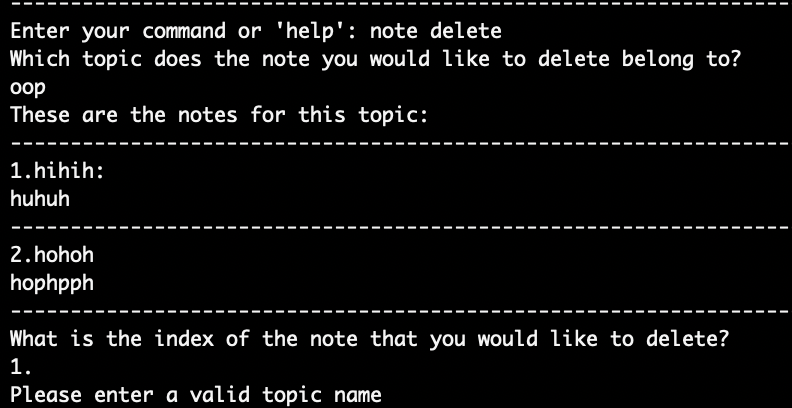 --------------------------------------------------------------------
Enter your command or 'help': note delete
Which topic does the note you would like to delete belong to?
oop
These are the notes for this topic:
--------------------------------------------------------------------
1.hihih:
huhuh
--------------------------------------------------------------------
2.hohoh
hophpph
--------------------------------------------------------------------
What is the index of the note that you would like to delete?
1.
Please enter a valid topic name